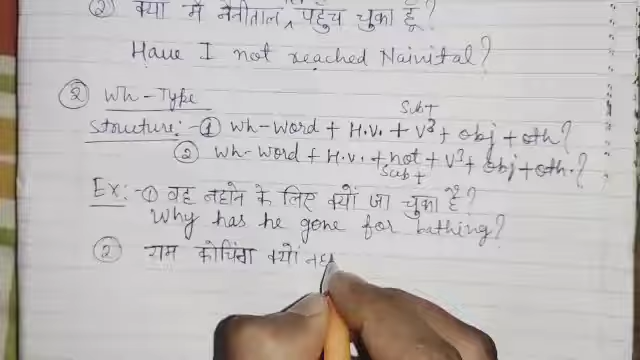 ② क्या मैं नैनीताल पहुँच चुका हूँ?
Have I not reached Nainital?
② Wh-Type
Sub+
Structure:- ① Wh-word + H.V. + V³ + obj + oth?
② Wh-word + H.V. + not + V³ + obj + oth.?
Sub+
Ex:- ① वह नहाने के लिए क्यों जा चुका है?
Why has he gone for bathing?
② राम कोचिंग क्यों नह